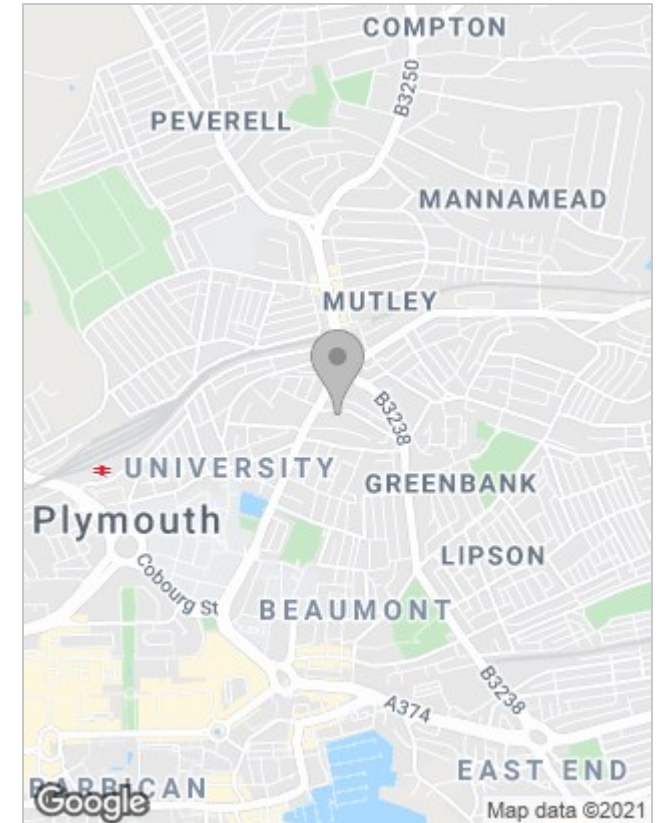 COMPTON
B3250
PEVERELL
MANNAMEAD
MUTLEY
B3238
UNIVERSITY
GREENBANK
Plymouth
LIPSON
Cobourg St
BEAUMONT
B3238
A374
EAST END
BARBICAN
Google
Map data ©2021